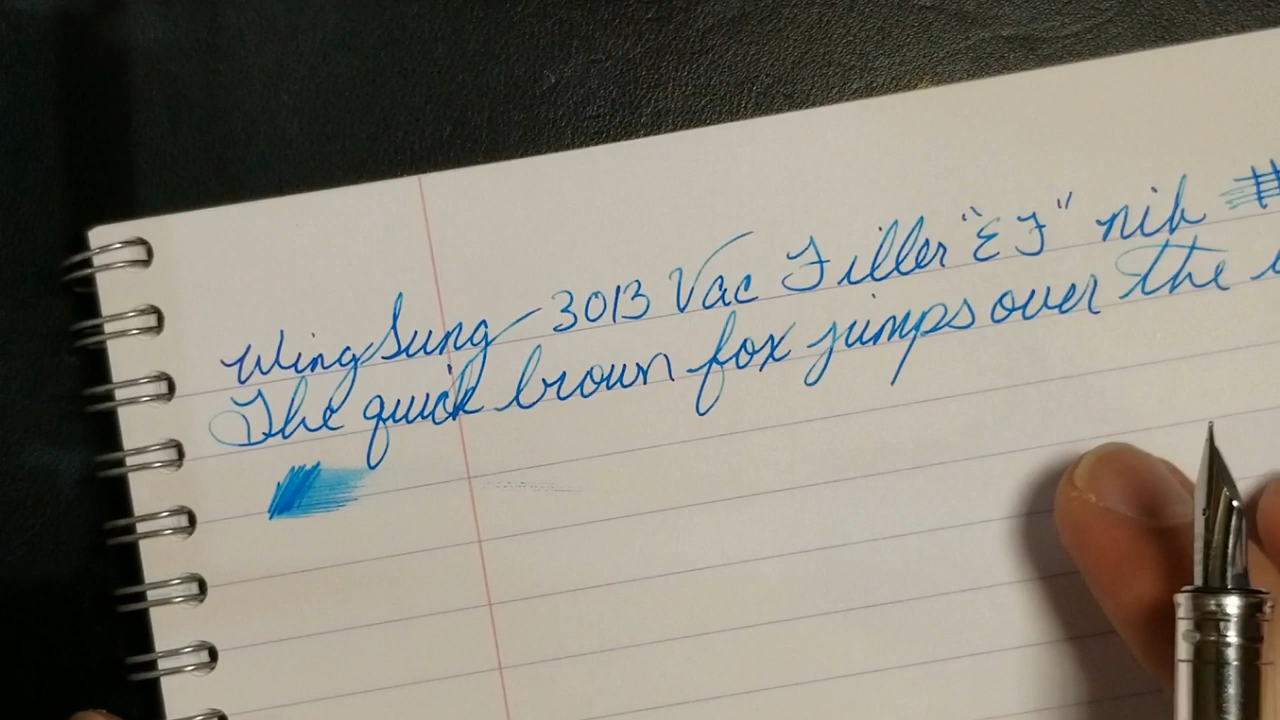 Wing Sung 3013 Vac Filler "EF" nib #
The quick brown fox jumps over the